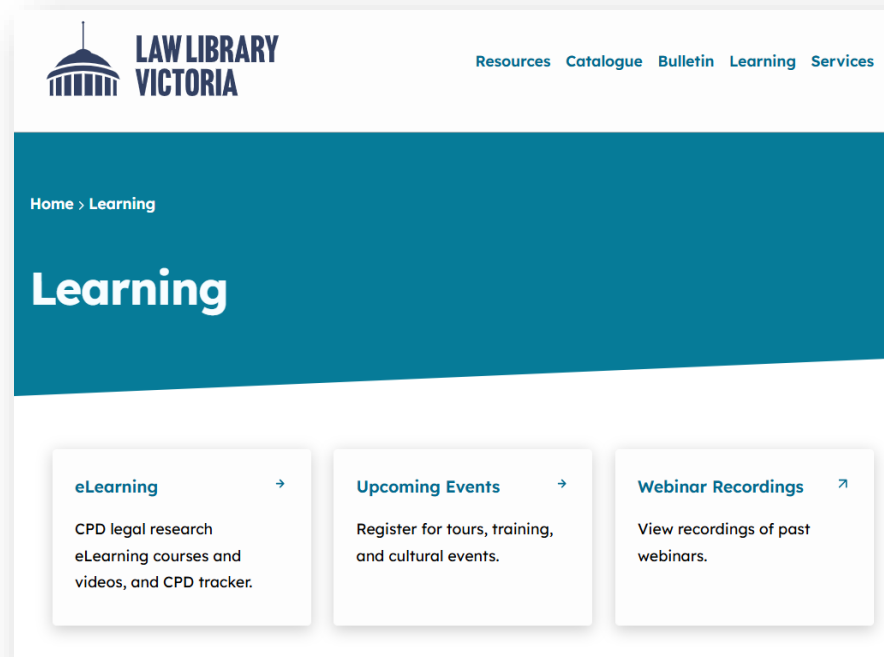 LAW LIBRARY
VICTORIA
Resources Catalogue Bulletin Learning Services
Home › Learning
Learning
eLearning →
CPD legal research
eLearning courses and
videos, and CPD tracker.
Upcoming Events →
Register for tours, training,
and cultural events.
Webinar Recordings ↗
View recordings of past
webinars.